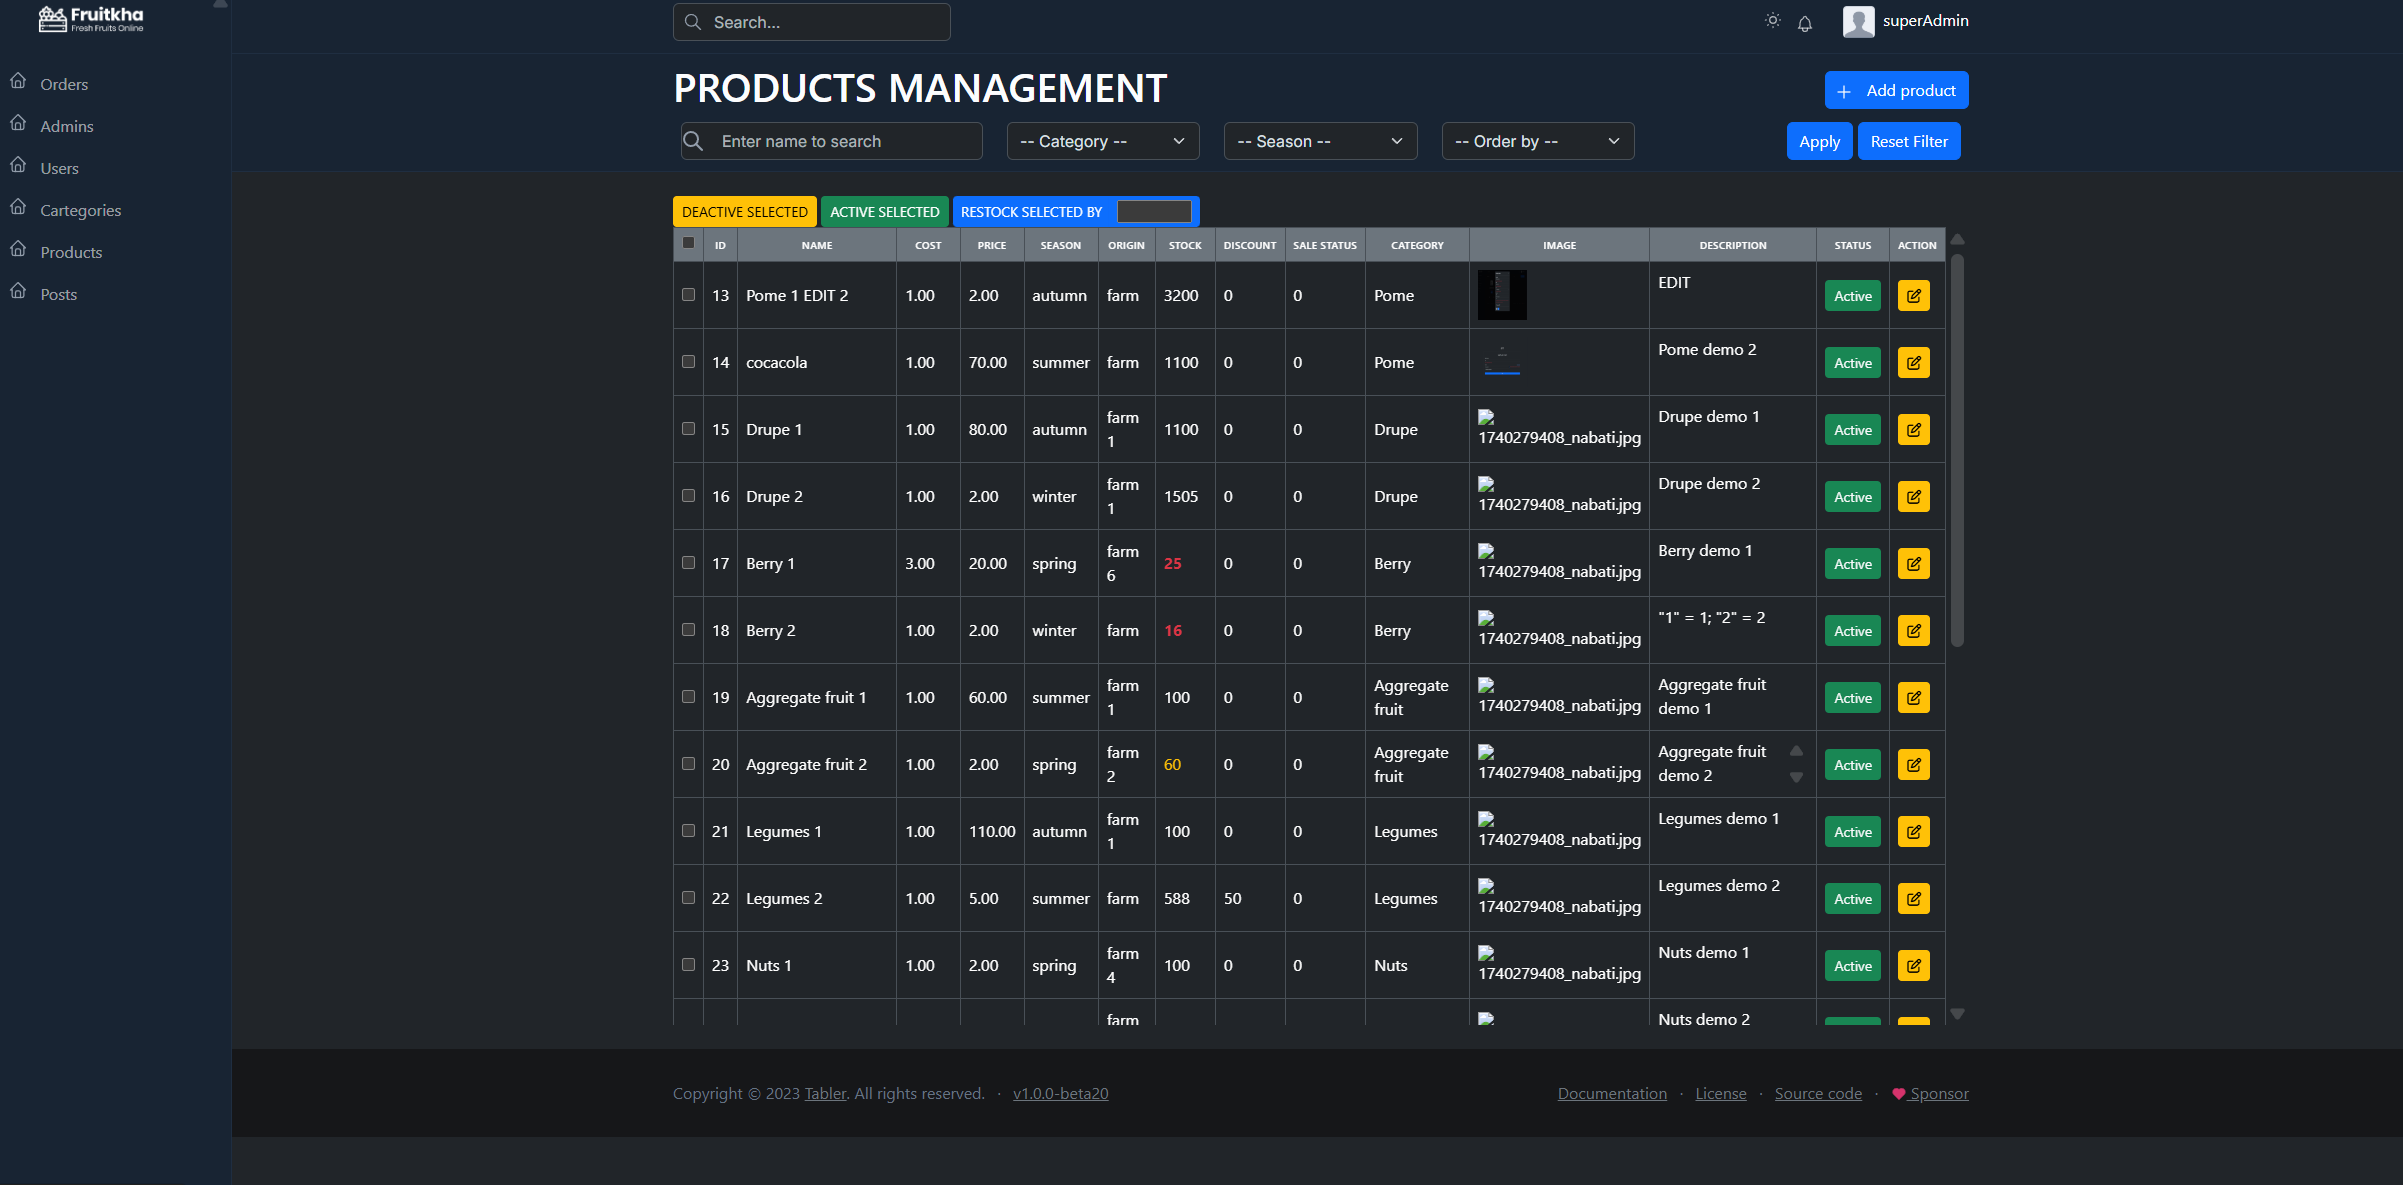 Fruitkha
Fresh Fruits Online
Search...
superAdmin
Orders
Admins
Users
Cartegories
Products
Posts
PRODUCTS MANAGEMENT
Add product
Enter name to search
-- Category --
-- Season --
-- Order by --
Apply
Reset Filter
DEACTIVE SELECTED
ACTIVE SELECTED
RESTOCK SELECTED BY
ID NAME COST PRICE SEASON ORIGIN STOCK DISCOUNT SALE STATUS CATEGORY IMAGE DESCRIPTION STATUS ACTION
13 Pome 1 EDIT 2 1.00 2.00 autumn farm 3200 0 0 Pome EDIT Active
14 cocacola 1.00 70.00 summer farm 1100 0 0 Pome Pome demo 2 Active
15 Drupe 1 1.00 80.00 autumn farm 1 1100 0 0 Drupe 1740279408_nabati.jpg Drupe demo 1 Active
16 Drupe 2 1.00 2.00 winter farm 1 1505 0 0 Drupe 1740279408_nabati.jpg Drupe demo 2 Active
17 Berry 1 3.00 20.00 spring farm 6 25 0 0 Berry 1740279408_nabati.jpg Berry demo 1 Active
18 Berry 2 1.00 2.00 winter farm 16 0 0 Berry 1740279408_nabati.jpg "1" = 1; "2" = 2 Active
19 Aggregate fruit 1 1.00 60.00 summer farm 1 100 0 0 Aggregate fruit 1740279408_nabati.jpg Aggregate fruit demo 1 Active
20 Aggregate fruit 2 1.00 2.00 spring farm 2 60 0 0 Aggregate fruit 1740279408_nabati.jpg Aggregate fruit demo 2 Active
21 Legumes 1 1.00 110.00 autumn farm 1 100 0 0 Legumes 1740279408_nabati.jpg Legumes demo 1 Active
22 Legumes 2 1.00 5.00 summer farm 588 50 0 Legumes 1740279408_nabati.jpg Legumes demo 2 Active
23 Nuts 1 1.00 2.00 spring farm 4 100 0 0 Nuts 1740279408_nabati.jpg Nuts demo 1 Active
farm Nuts demo 2
Copyright © 2023 Tabler. All rights reserved. · v1.0.0-beta20
Documentation · License · Source code · Sponsor